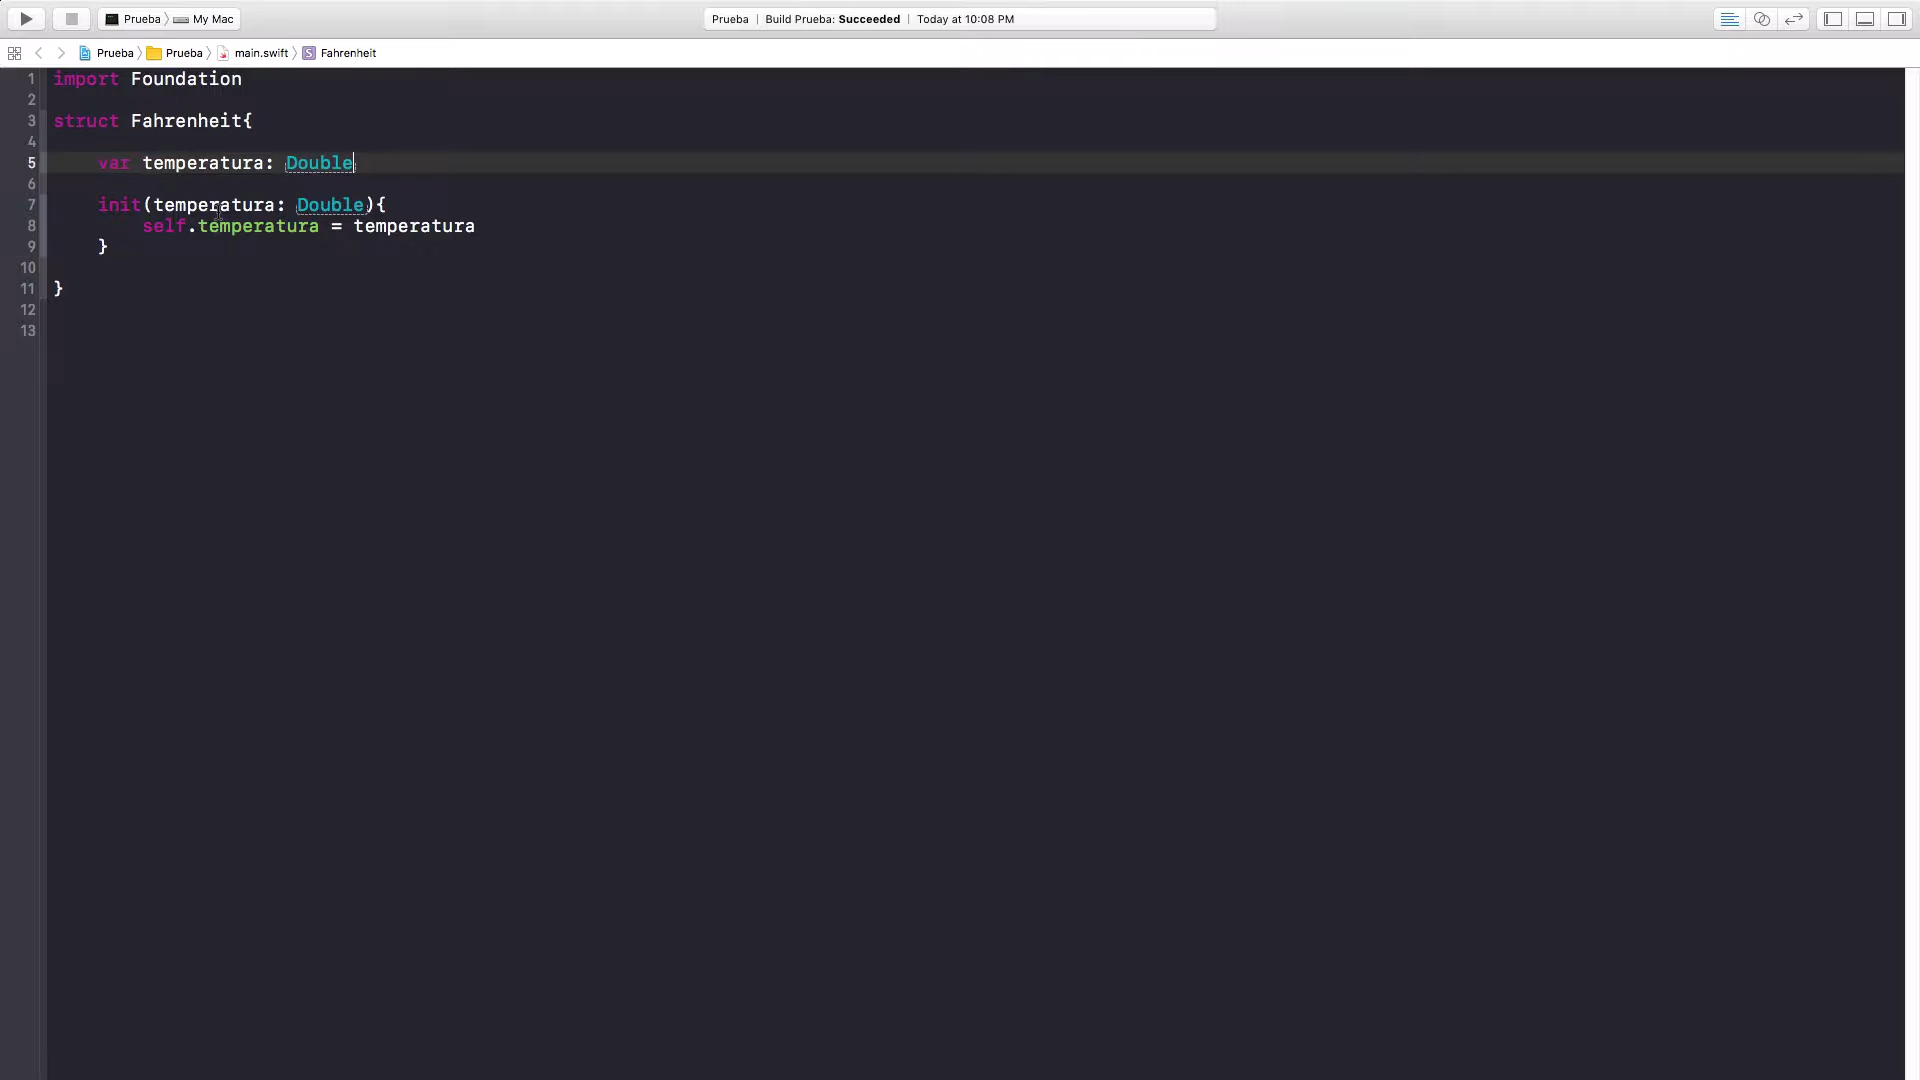 Prueba My Mac
Prueba | Build Prueba: Succeeded | Today at 10:08 PM
Prueba Prueba main.swift S Fahrenheit
1 import Foundation
2
3 struct Fahrenheit{
4
5 var temperatura: Double
6
7 init(temperatura: Double){
8 self.temperatura = temperatura
9 }
10
11 }
12
13